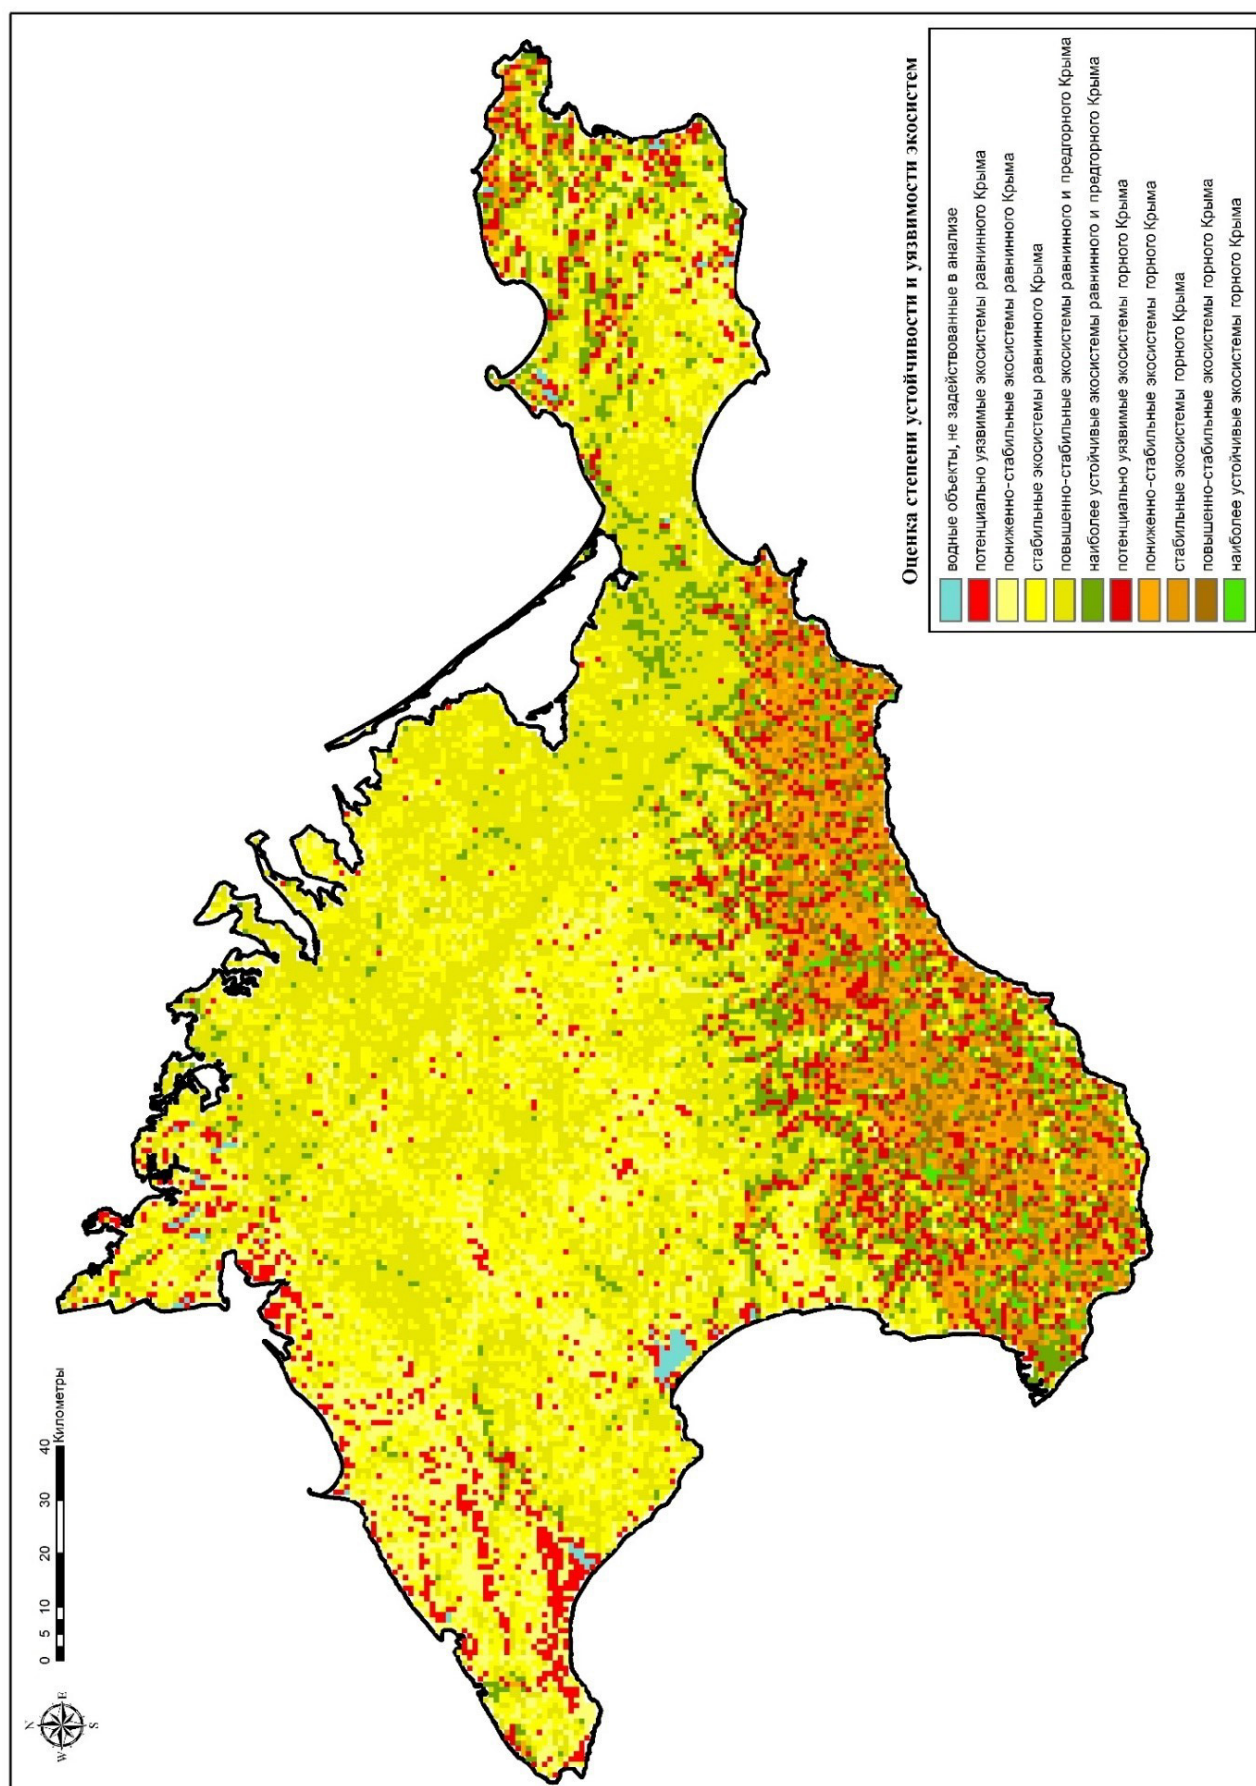 N
W E
S
0 5 10 20 30 40
Километры
Оценка степени устойчивости и уязвимости экосистем
водные объекты, не задействованные в анализе
потенциально уязвимые экосистемы равнинного Крыма
пониженно-стабильные экосистемы равнинного Крыма
стабильные экосистемы равнинного Крыма
повышенно-стабильные экосистемы равнинного и предгорного Крыма
наиболее устойчивые экосистемы равнинного и предгорного Крыма
потенциально уязвимые экосистемы горного Крыма
пониженно-стабильные экосистемы горного Крыма
стабильные экосистемы горного Крыма
повышенно-стабильные экосистемы горного Крыма
наиболее устойчивые экосистемы горного Крыма